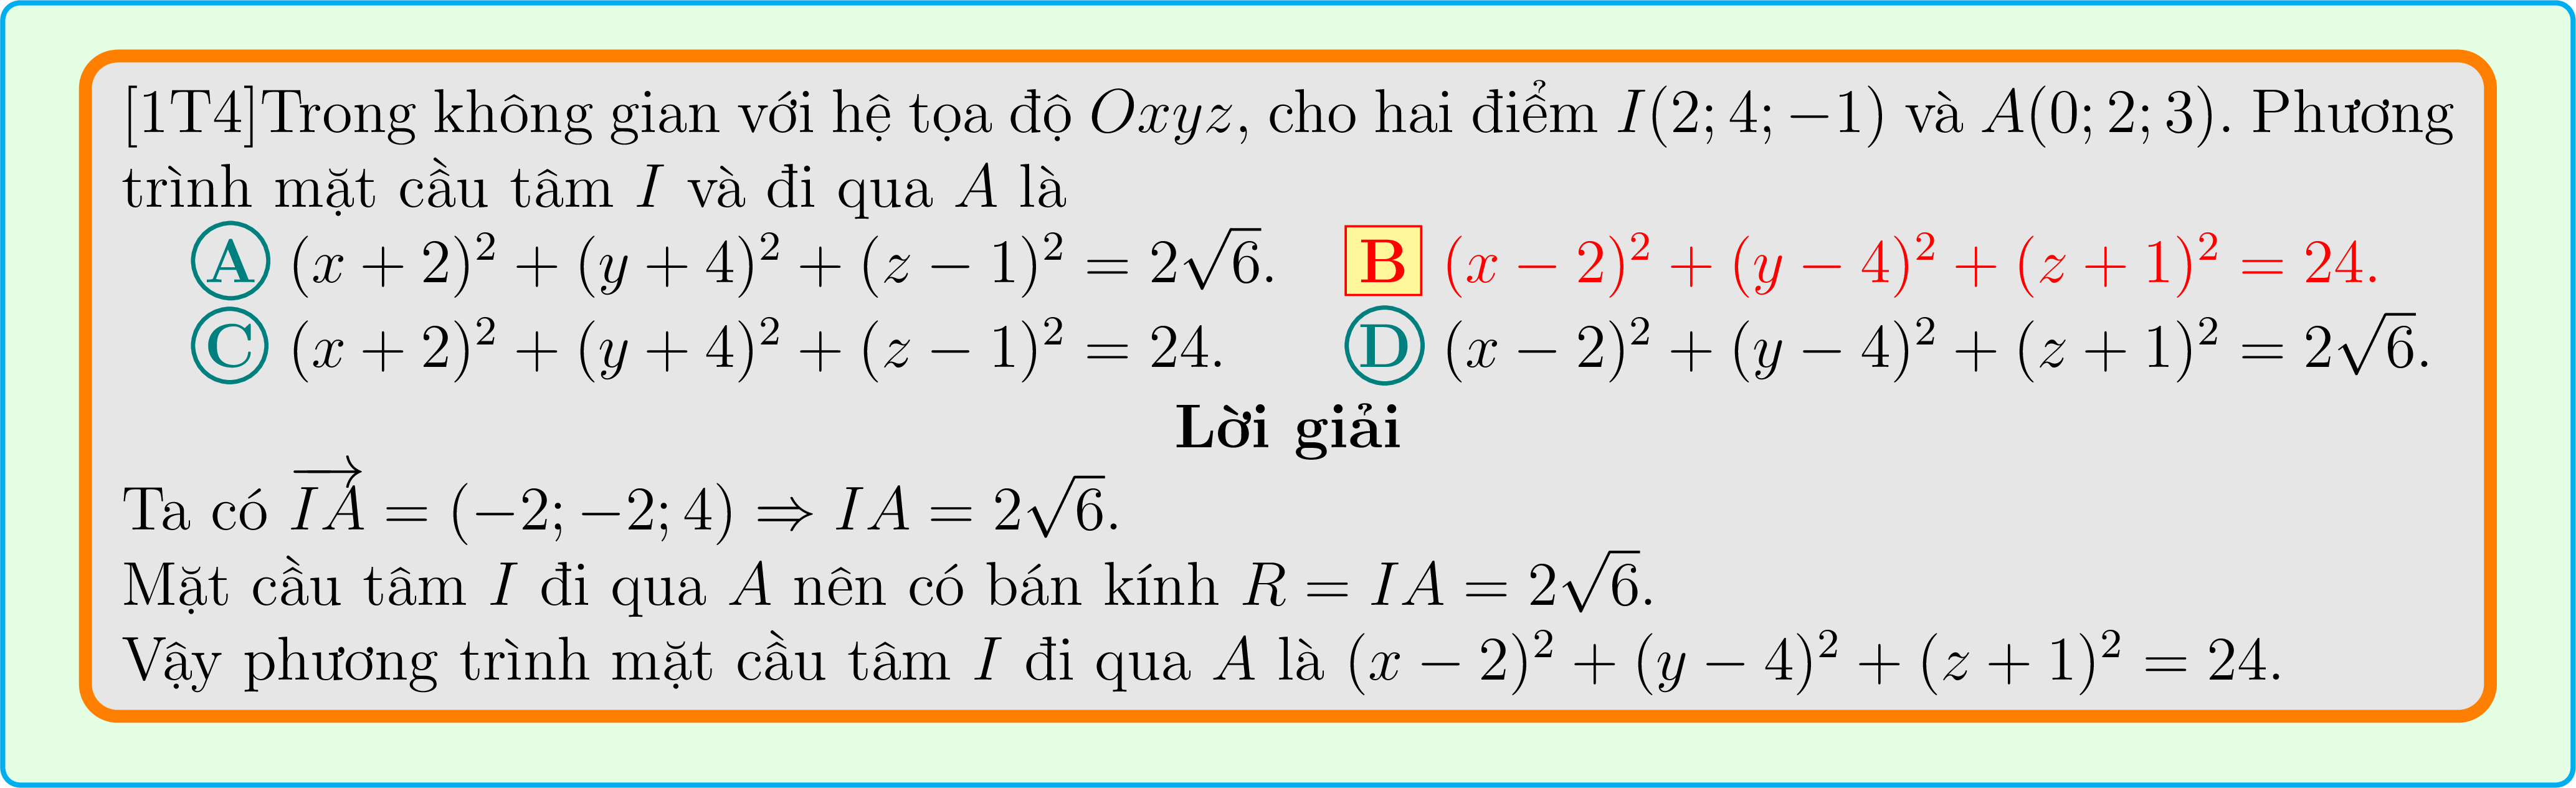 [1T4]Trong không gian với hệ tọa độ Oxyz, cho hai điểm I(2; 4; −1) và A(0; 2; 3). Phương
trình mặt cầu tâm I và đi qua A là
A (x + 2)² + (y + 4)² + (z − 1)² = 2√6. B (x − 2)² + (y − 4)² + (z + 1)² = 24.
C (x + 2)² + (y + 4)² + (z − 1)² = 24. D (x − 2)² + (y − 4)² + (z + 1)² = 2√6.
Lời giải
Ta có \overrightarrow{IA} = (−2; −2; 4) ⇒ IA = 2√6.
Mặt cầu tâm I đi qua A nên có bán kính R = IA = 2√6.
Vậy phương trình mặt cầu tâm I đi qua A là (x − 2)² + (y − 4)² + (z + 1)² = 24.